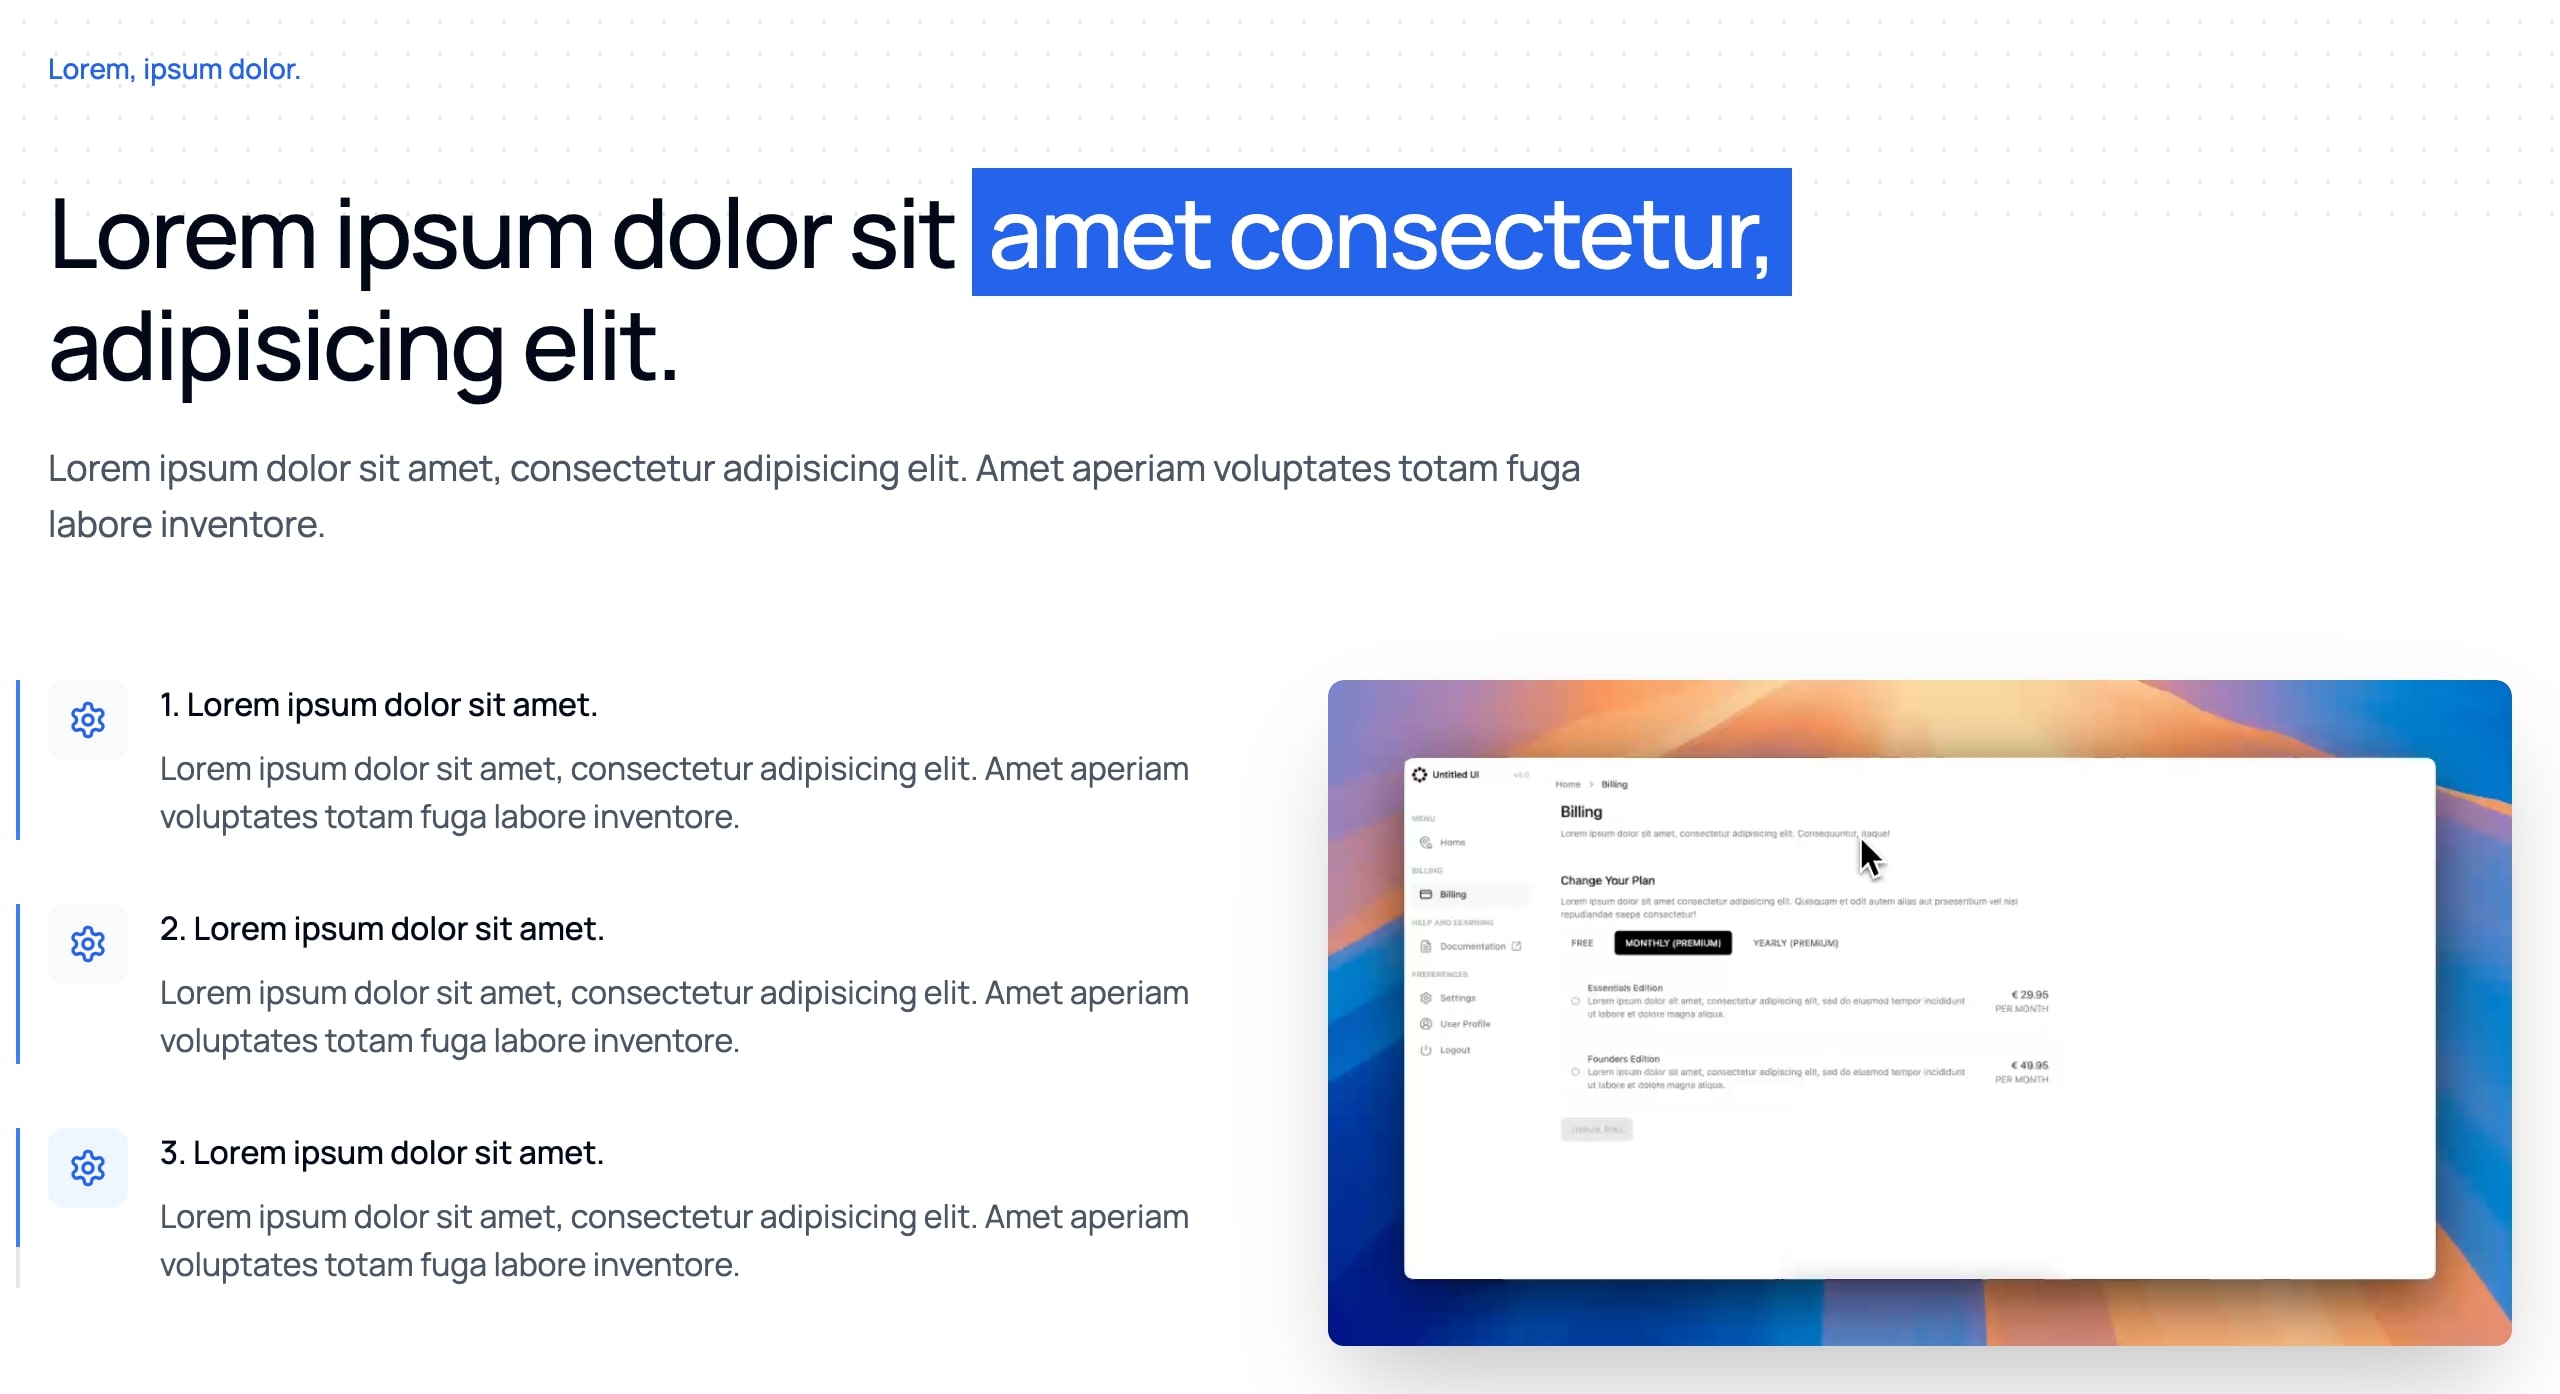 Lorem, ipsum dolor.
Lorem ipsum dolor sit amet consectetur,
adipisicing elit.
Lorem ipsum dolor sit amet, consectetur adipisicing elit. Amet aperiam voluptates totam fuga
labore inventore.
1. Lorem ipsum dolor sit amet.
Lorem ipsum dolor sit amet, consectetur adipisicing elit. Amet aperiam
voluptates totam fuga labore inventore.
2. Lorem ipsum dolor sit amet.
Lorem ipsum dolor sit amet, consectetur adipisicing elit. Amet aperiam
voluptates totam fuga labore inventore.
3. Lorem ipsum dolor sit amet.
Lorem ipsum dolor sit amet, consectetur adipisicing elit. Amet aperiam
voluptates totam fuga labore inventore.
Untitled UI v4.0
MENU
Home
BILLING
Billing
HELP AND LEARNING
Documentation
PREFERENCES
Settings
User Profile
Logout
Home > Billing
Billing
Lorem ipsum dolor sit amet, consectetur adipisicing elit. Consequuntur, itaque!
Change Your Plan
Lorem ipsum dolor sit amet consectetur adipisicing elit. Quisquam et odit autem alias aut praesentium vel nisi
repudiandae saepe consectetur!
FREE MONTHLY (PREMIUM) YEARLY (PREMIUM)
Essentials Edition
Lorem ipsum dolor sit amet, consectetur adipiscing elit, sed do eiusmod tempor incididunt
ut labore et dolore magna aliqua.
€ 29.95
PER MONTH
Founders Edition
Lorem ipsum dolor sit amet, consectetur adipiscing elit, sed do eiusmod tempor incididunt
ut labore et dolore magna aliqua.
€ 49.95
PER MONTH